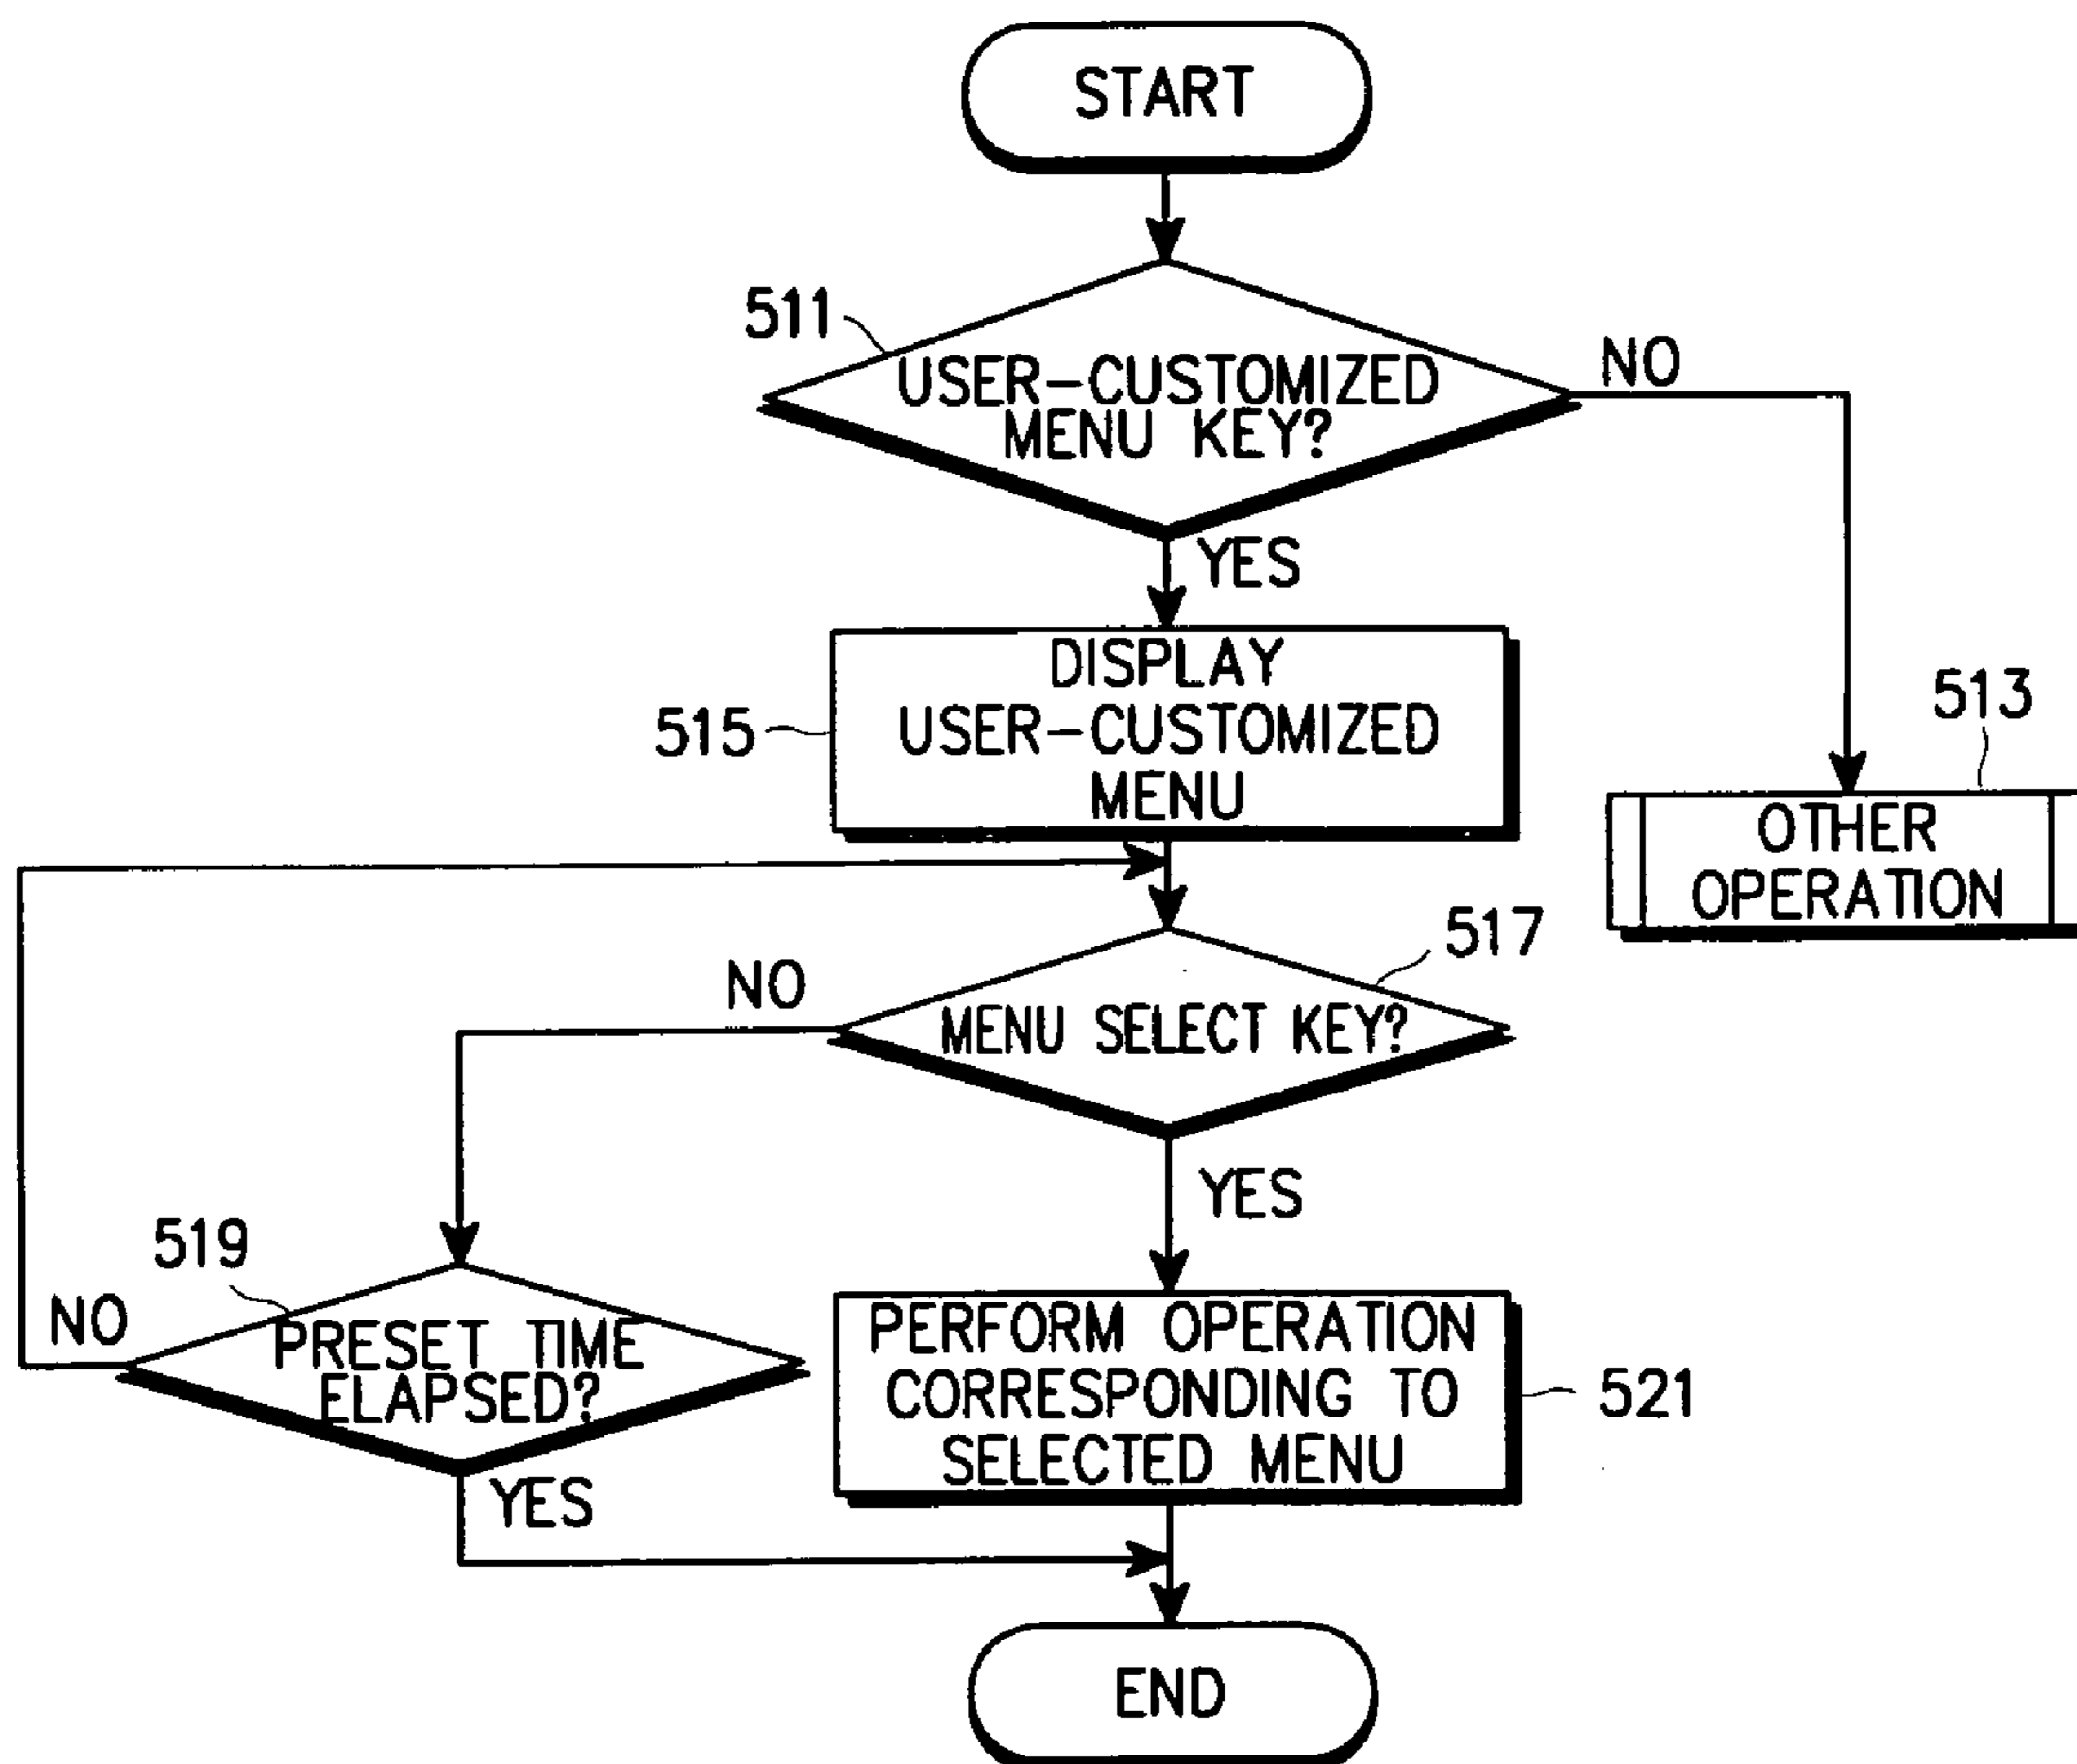 START
511
USER-CUSTOMIZED
MENU KEY?
NO
YES
515
DISPLAY
USER-CUSTOMIZED
MENU
513
OTHER
OPERATION
517
NO
MENU SELECT KEY?
YES
519
NO
PRESET TIME
ELAPSED?
YES
PERFORM OPERATION
CORRESPONDING TO
SELECTED MENU
521
END